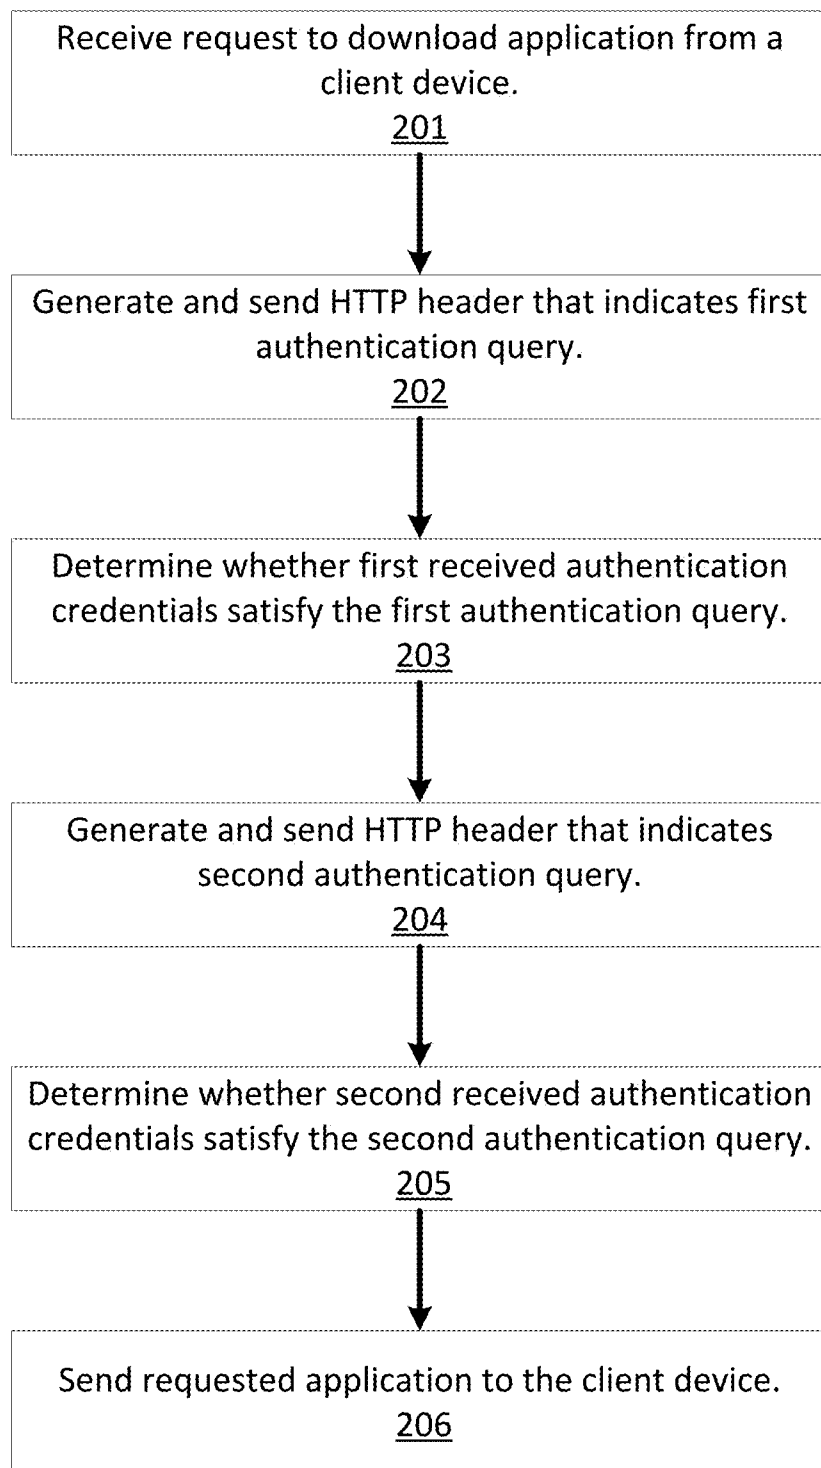 Receive request to download application from a
client device.
201
Generate and send HTTP header that indicates first
authentication query.
202
Determine whether first received authentication
credentials satisfy the first authentication query.
203
Generate and send HTTP header that indicates
second authentication query.
204
Determine whether second received authentication
credentials satisfy the second authentication query.
205
Send requested application to the client device.
206